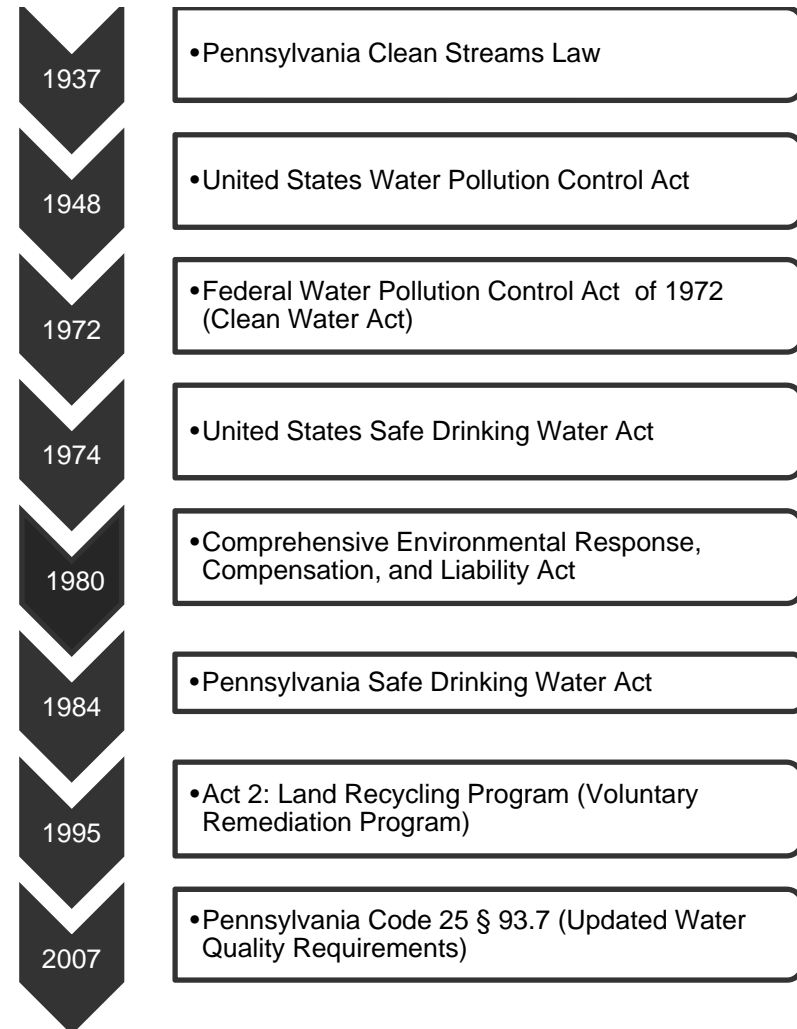 1937
•Pennsylvania Clean Streams Law
1948
•United States Water Pollution Control Act
1972
•Federal Water Pollution Control Act  of 1972
(Clean Water Act)
1974
•United States Safe Drinking Water Act
1980
•Comprehensive Environmental Response,
Compensation, and Liability Act
1984
•Pennsylvania Safe Drinking Water Act
1995
•Act 2: Land Recycling Program (Voluntary
Remediation Program)
2007
•Pennsylvania Code 25 § 93.7 (Updated Water
Quality Requirements)